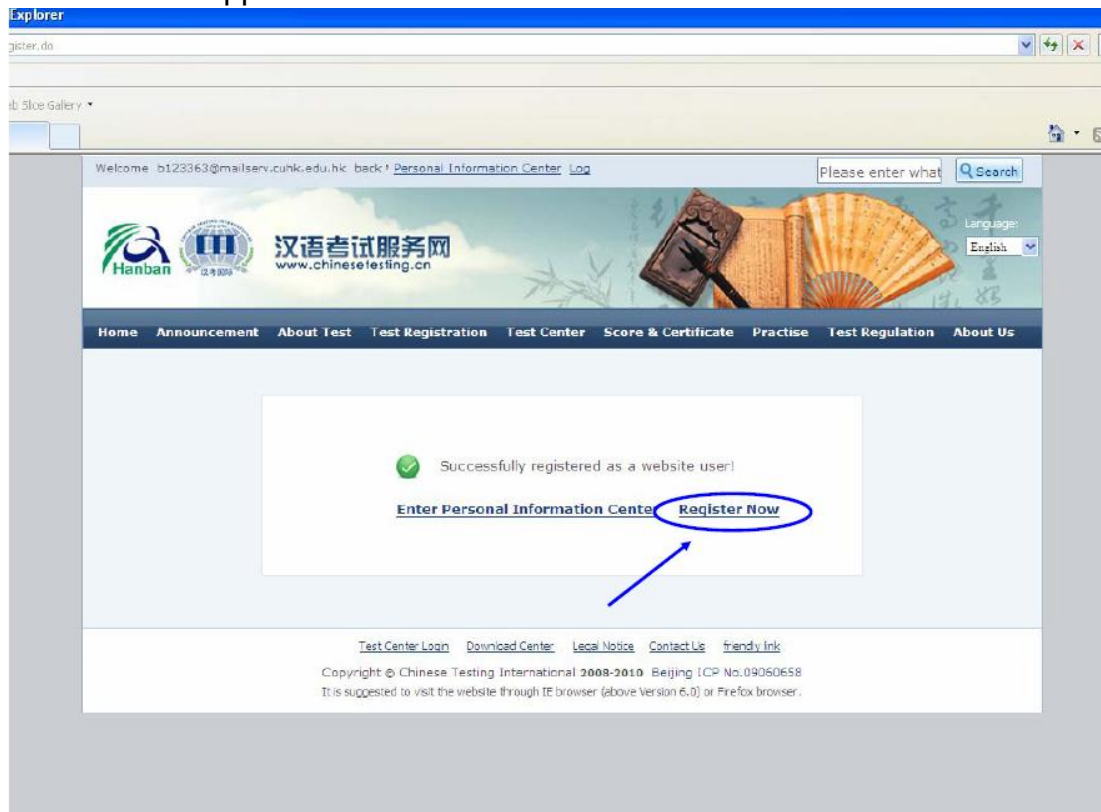 Explorer
gister.do
eb Slice Gallery
Welcome b123363@mailserv.cuhk.edu.hk back! Personal Information Center Log
Please enter what
Search
Language:
English
Hanban
汉语考试服务网
www.chinesetesting.cn
Home Announcement About Test Test Registration Test Center Score & Certificate Practise Test Regulation About Us
Successfully registered as a website user!
Enter Personal Information Cente Register Now
Test Center Login Download Center Legal Notice Contact Us friendly link
Copyright © Chinese Testing International 2008-2010 Beijing ICP No.09060658
It is suggested to visit the website through IE browser (above Version 6.0) or Firefox browser.